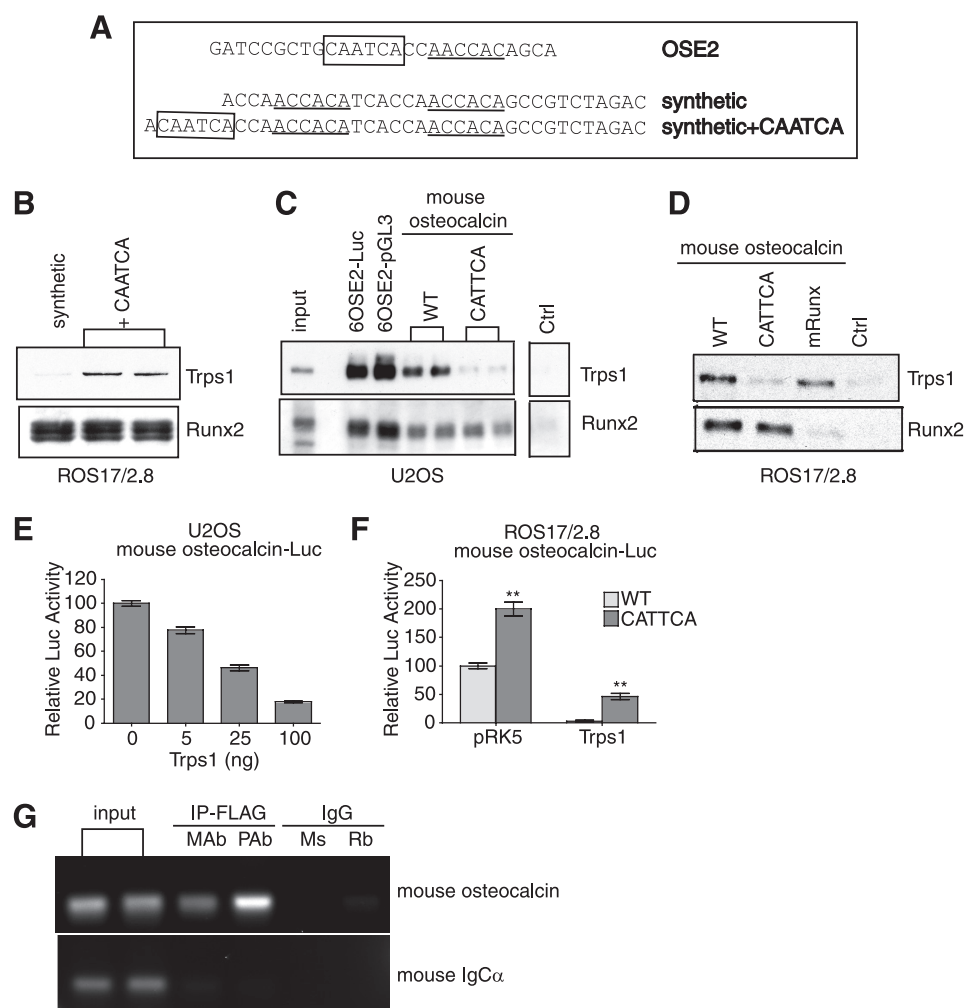 A
GATCCGCTGCAATCACCAACCACAGCA OSE2
ACCAACCACATCACCAACCACAGCCGTCTAGAC synthetic
ACAATCACCAACCACATCACCAACCACAGCCGTCTAGAC synthetic+CAATCA
B
synthetic
+ CAATCA
Trps1
Runx2
ROS17/2.8
C
mouse
osteocalcin
input
6OSE2-Luc
6OSE2-pGL3
WT
CATTCA
Ctrl
Trps1
Runx2
U2OS
D
mouse osteocalcin
WT
CATTCA
mRunx
Ctrl
Trps1
Runx2
ROS17/2.8
E
U2OS
mouse osteocalcin-Luc
Relative Luc Activity
120
100
80
60
40
20
0
0 5 25 100
Trps1 (ng)
F
ROS17/2.8
mouse osteocalcin-Luc
Relative Luc Activity
250
200
150
100
50
0
**
**
WT
CATTCA
pRK5 Trps1
G
input IP-FLAG IgG
MAb PAb Ms Rb
mouse osteocalcin
mouse IgCα